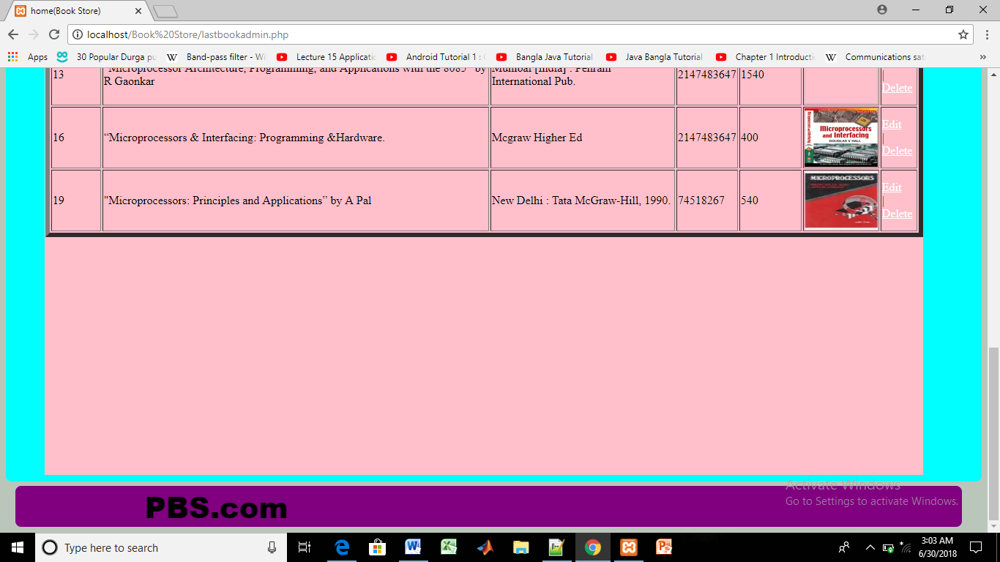 home(Book Store)
localhost/Book%20Store/lastbookadmin.php
Apps 30 Popular Durga pu Band-pass filter - Wi Lecture 15 Applicatio Android Tutorial 1 : Bangla Java Tutorial Java Bangla Tutorial Chapter 1 Introducti Communications sat »
13 "Microprocessor Architecture, Programming, and Applications with the 8085" by R Gaonkar Mumbai [India] : Penram International Pub. 2147483647 1540 | Delete
16 “Microprocessors & Interfacing: Programming &Hardware. Mcgraw Higher Ed 2147483647 400 Edit | Delete
Microprocessors
and Interfacing
DOUGLAS V HALL
19 "Microprocessors: Principles and Applications” by A Pal New Delhi : Tata McGraw-Hill, 1990. 74518267 540 Edit | Delete
MICROPROCESSORS
PBS.com
Activate Windows
Go to Settings to activate Windows.
Type here to search
3:03 AM
6/30/2018